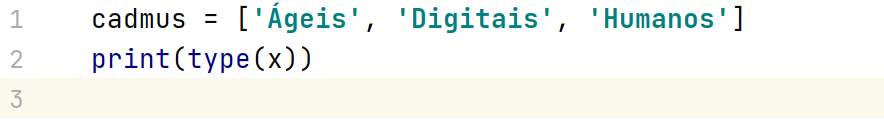 1 cadmus = ['Ágeis', 'Digitais', 'Humanos']
2 print(type(x))
3